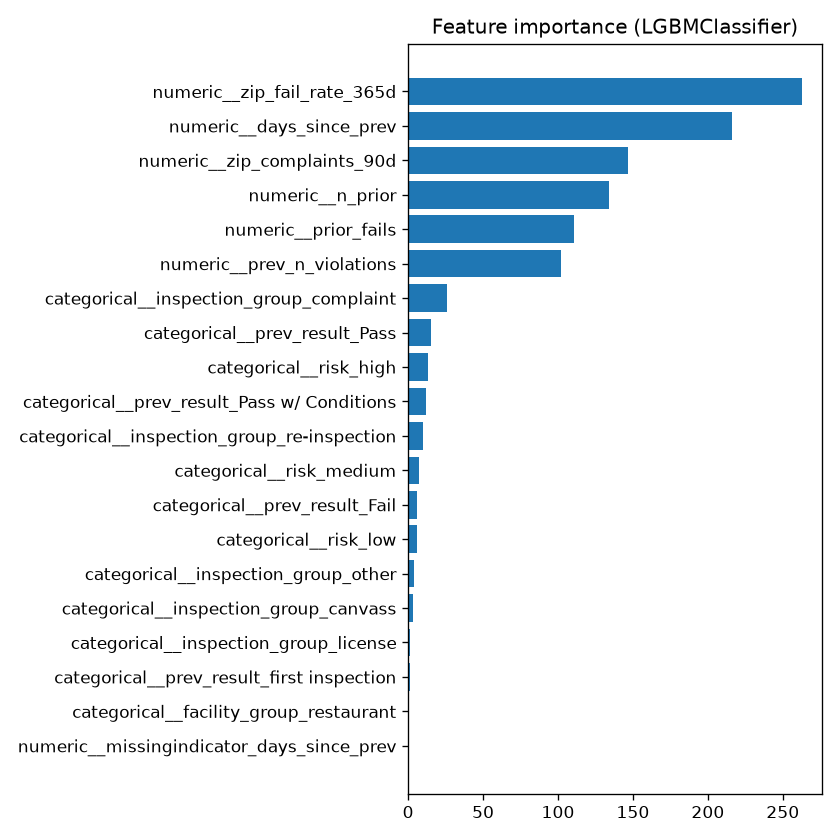 Feature importance (LGBMClassifier)
numeric__zip_fail_rate_365d
numeric__days_since_prev
numeric__zip_complaints_90d
numeric__n_prior
numeric__prior_fails
numeric__prev_n_violations
categorical__inspection_group_complaint
categorical__prev_result_Pass
categorical__risk_high
categorical__prev_result_Pass w/ Conditions
categorical__inspection_group_re-inspection
categorical__risk_medium
categorical__prev_result_Fail
categorical__risk_low
categorical__inspection_group_other
categorical__inspection_group_canvass
categorical__inspection_group_license
categorical__prev_result_first inspection
categorical__facility_group_restaurant
numeric__missingindicator_days_since_prev
0 50 100 150 200 250